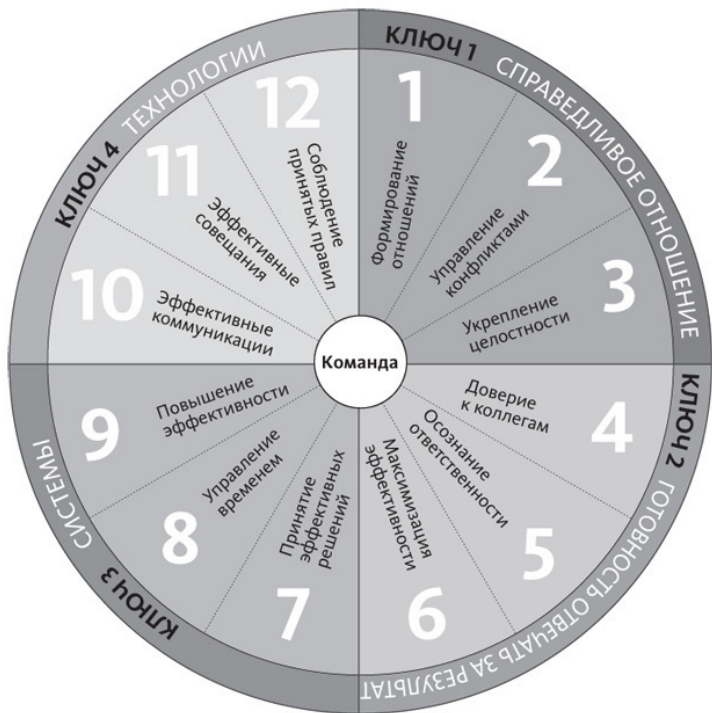 КЛЮЧ 1 СПРАВЕДЛИВОЕ ОТНОШЕНИЕ
1
Формирование
отношений
2
Управление
конфликтами
3
Укрепление
целостности
КЛЮЧ 2 ГОТОВНОСТЬ ОТВЕЧАТЬ ЗА РЕЗУЛЬТАТ
4
Доверие
к коллегам
5
Осознание
ответственности
6
Максимизация
эффективности
КЛЮЧ 3 СИСТЕМЫ
7
Принятие
эффективных
решений
8
Управление
временем
9
Повышение
эффективности
КЛЮЧ 4 ТЕХНОЛОГИИ
10
Эффективные
коммуникации
11
Эффективные
совещания
12
Соблюдение
принятых правил
Команда